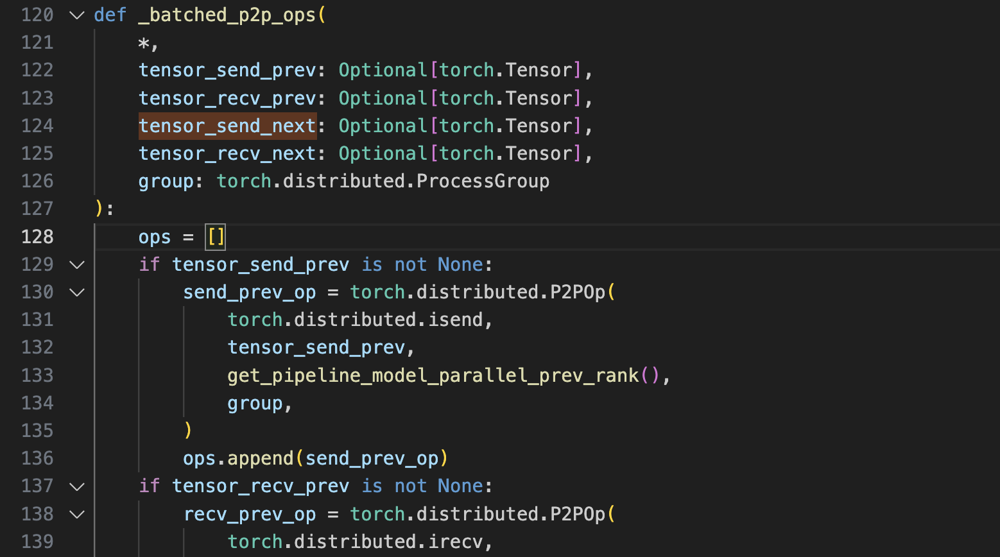 120 def _batched_p2p_ops(
121     *,
122     tensor_send_prev: Optional[torch.Tensor],
123     tensor_recv_prev: Optional[torch.Tensor],
124     tensor_send_next: Optional[torch.Tensor],
125     tensor_recv_next: Optional[torch.Tensor],
126     group: torch.distributed.ProcessGroup
127 ):
128     ops = []
129     if tensor_send_prev is not None:
130         send_prev_op = torch.distributed.P2POp(
131             torch.distributed.isend,
132             tensor_send_prev,
133             get_pipeline_model_parallel_prev_rank(),
134             group,
135         )
136         ops.append(send_prev_op)
137     if tensor_recv_prev is not None:
138         recv_prev_op = torch.distributed.P2POp(
139             torch.distributed.irecv,